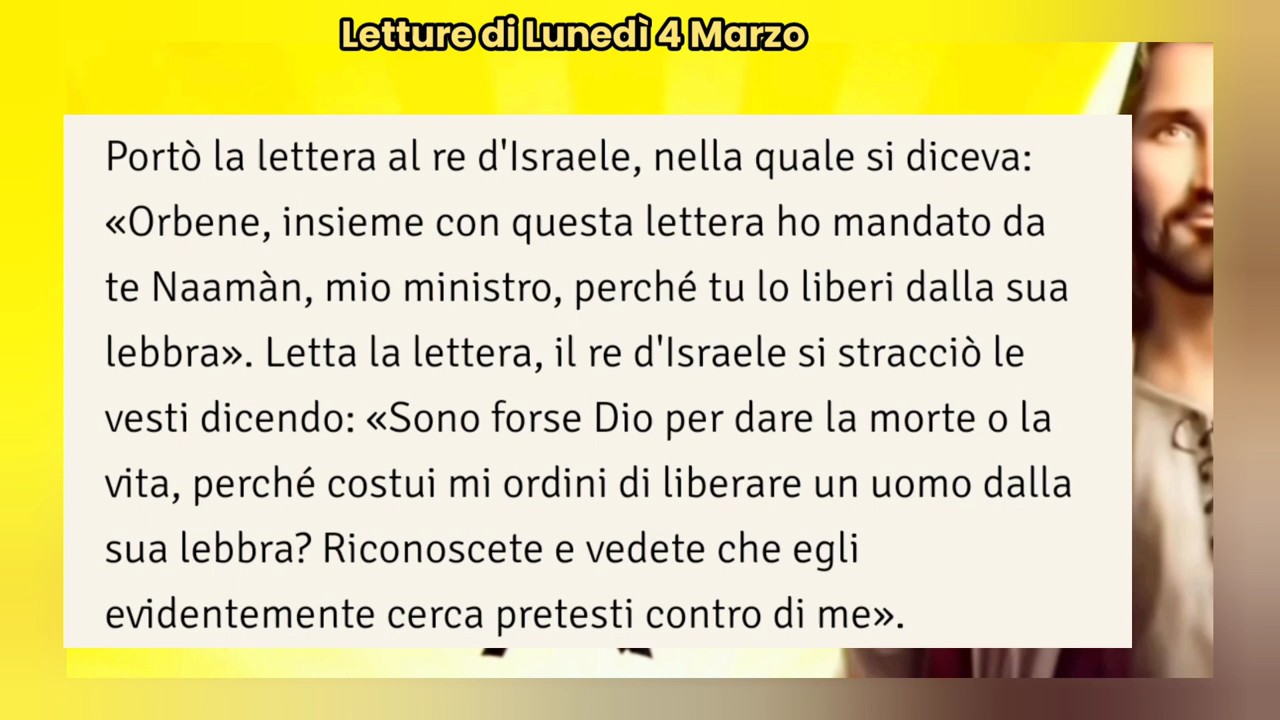 Letture di Lunedì 4 Marzo
Portò la lettera al re d'Israele, nella quale si diceva:
«Orbene, insieme con questa lettera ho mandato da
te Naamàn, mio ministro, perché tu lo liberi dalla sua
lebbra». Letta la lettera, il re d'Israele si stracciò le
vesti dicendo: «Sono forse Dio per dare la morte o la
vita, perché costui mi ordini di liberare un uomo dalla
sua lebbra? Riconoscete e vedete che egli
evidentemente cerca pretesti contro di me».